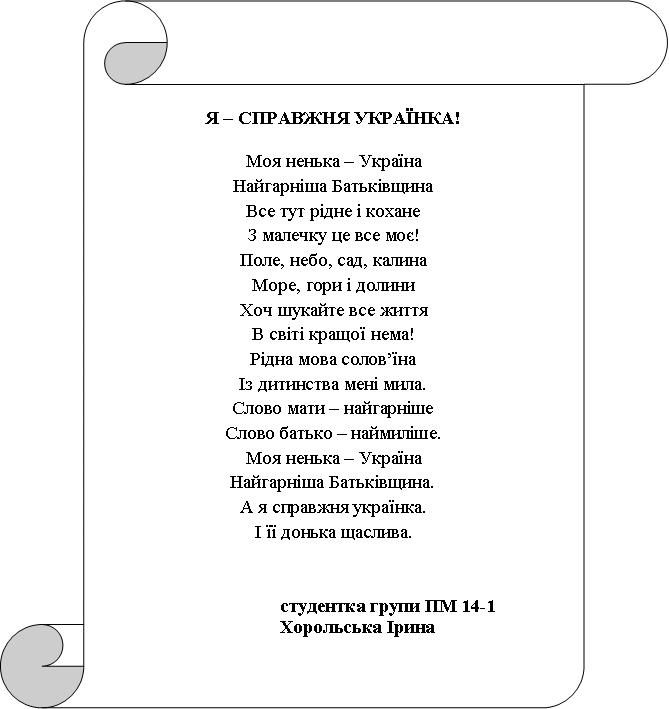 Я – СПРАВЖНЯ УКРАЇНКА!
Моя ненька – Україна
Найгарніша Батьківщина
Все тут рідне і кохане
З малечку це все моє!
Поле, небо, сад, калина
Море, гори і долини
Хоч шукайте все життя
В світі кращої нема!
Рідна мова солов’їна
Із дитинства мені мила.
Слово мати – найгарніше
Слово батько – наймиліше.
Моя ненька – Україна
Найгарніша Батьківщина.
А я справжня українка.
І її донька щаслива.
студентка групи ПМ 14-1
Хорольська Ірина